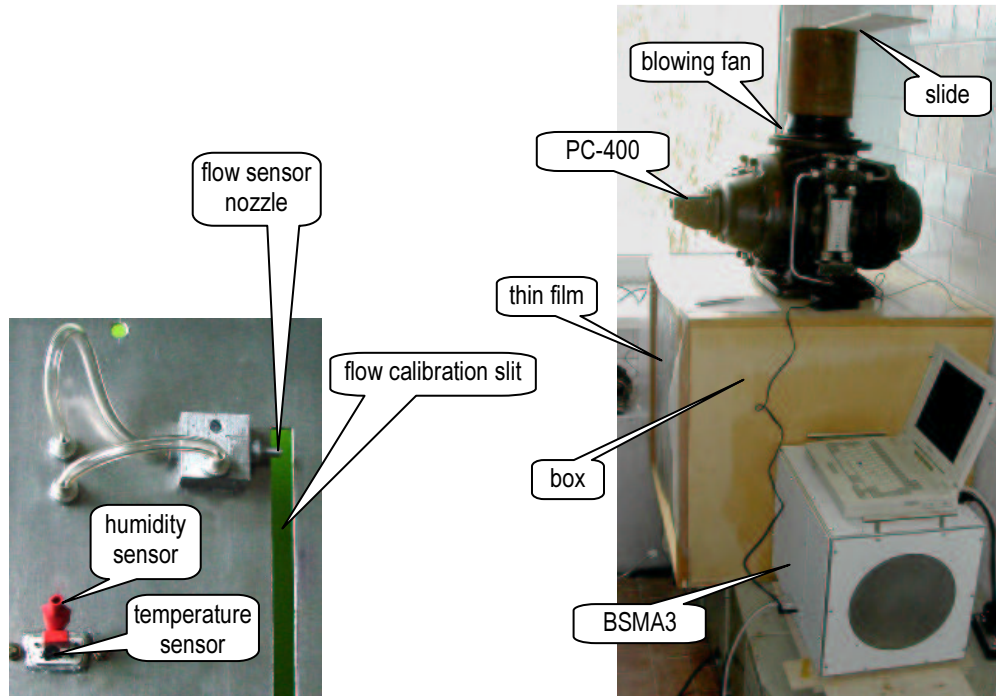 blowing fan
slide
PC-400
flow sensor
nozzle
thin film
flow calibration slit
box
humidity
sensor
temperature
sensor
BSMA3